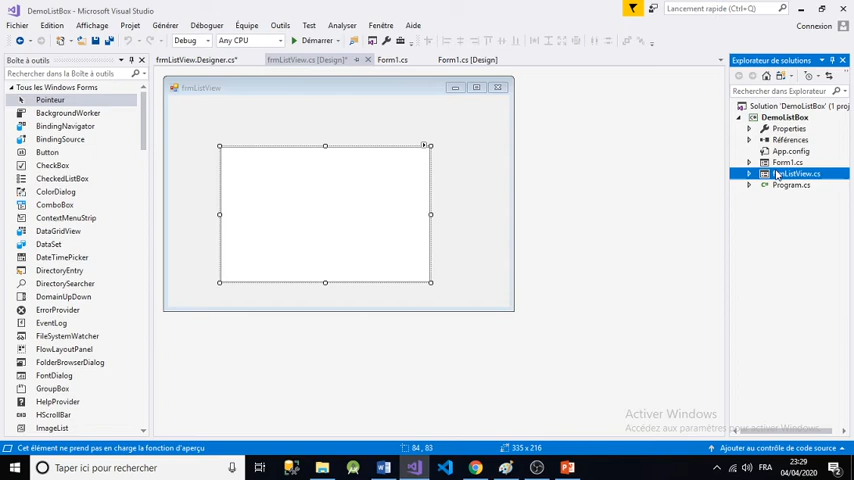 DemoListBox - Microsoft Visual Studio
Lancement rapide (Ctrl+Q)
Fichier Edition Affichage Projet Générer Déboguer Équipe Outils Test Analyser Fenêtre Aide
Connexion
Debug Any CPU Démarrer
Boîte à outils
frmListView.Designer.cs* frmListView.cs [Design]* Form1.cs Form1.cs [Design]
Explorateur de solutions
Rechercher dans Boîte à outils
Rechercher dans Explorateur
Tous les Windows Forms
Pointeur
BackgroundWorker
BindingNavigator
BindingSource
Button
CheckBox
CheckedListBox
ColorDialog
ComboBox
ContextMenuStrip
DataGridView
DataSet
DateTimePicker
DirectoryEntry
DirectorySearcher
DomainUpDown
ErrorProvider
EventLog
FileSystemWatcher
FlowLayoutPanel
FolderBrowserDialog
FontDialog
GroupBox
HelpProvider
HScrollBar
ImageList
frmListView
Solution 'DemoListBox' (1 proj
DemoListBox
Properties
Références
App.config
Form1.cs
frmListView.cs
Program.cs
Activer Windows
Accédez aux paramètres pour activer Windows.
Cet élément ne prend pas en charge la fonction d'aperçu
84 , 83
335 x 216
Ajouter au contrôle de code source
Taper ici pour rechercher
FR
23:29
04/04/2020